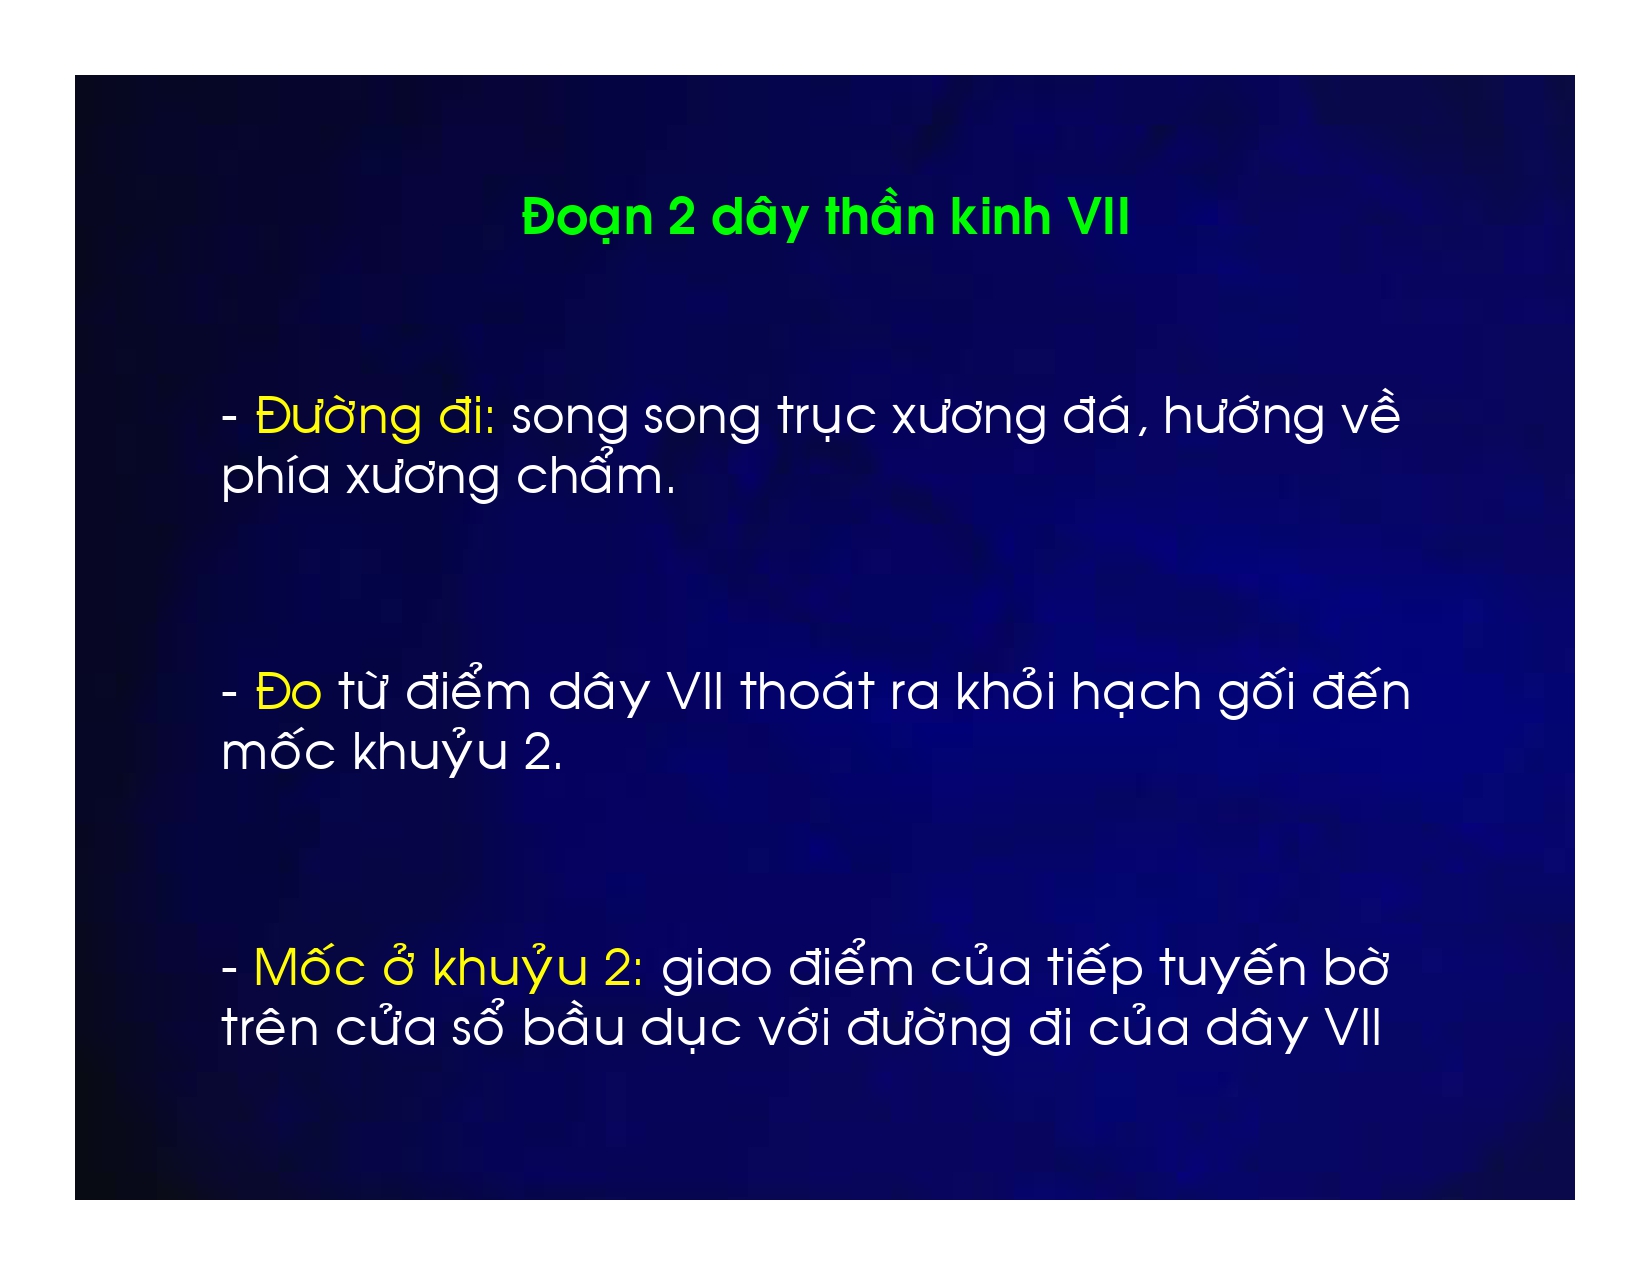 Đoạn 2 dây thần kinh VII
- Đường đi: song song trục xương đá, hướng về
phía xương chẩm.
- Đo từ điểm dây VII thoát ra khỏi hạch gối đến
mốc khuỷu 2.
- Mốc ở khuỷu 2: giao điểm của tiếp tuyến bờ
trên cửa sổ bầu dục với đường đi của dây VII